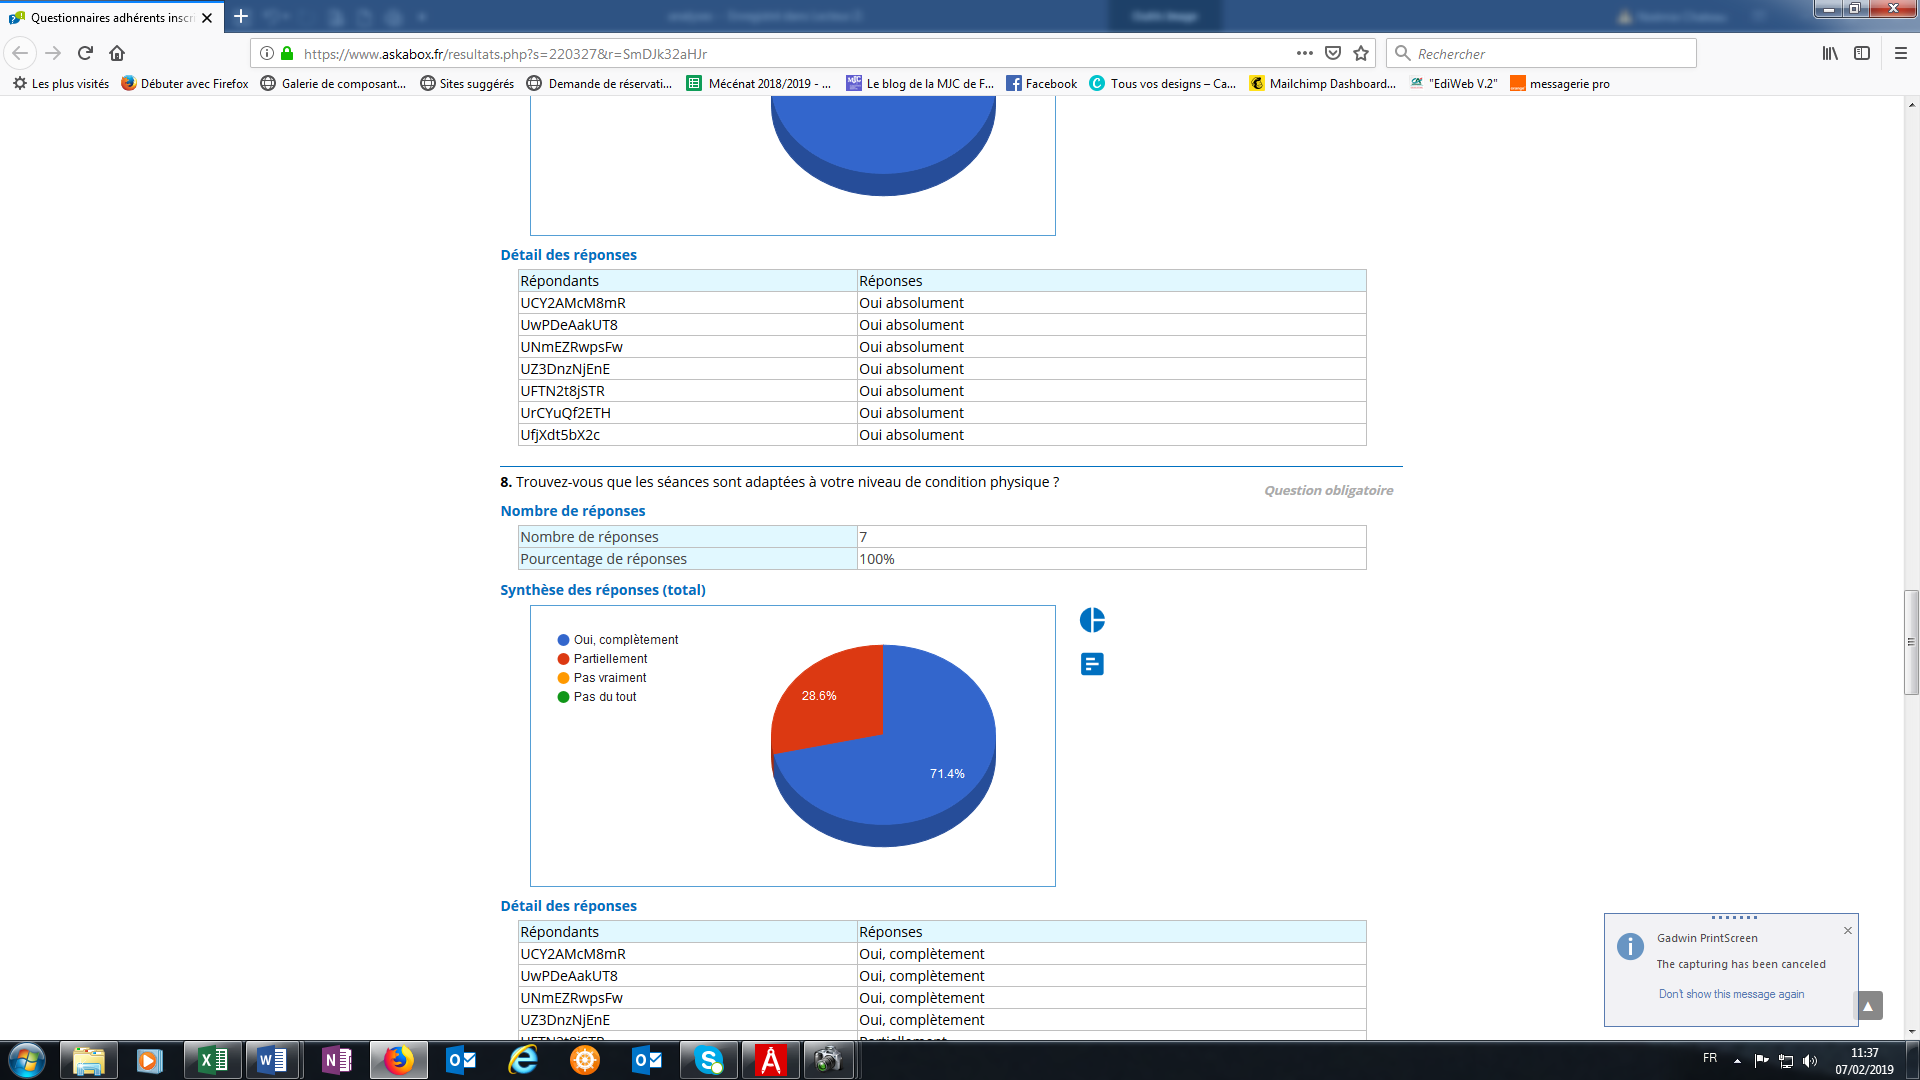 Questionnaires adhérents inscri
https://www.askabox.fr/resultats.php?s=220327&r=SmDJk32aHJr
Rechercher
Les plus visités
Débuter avec Firefox
Galerie de composant...
Sites suggérés
Demande de réservati...
Mécénat 2018/2019 - ...
Le blog de la MJC de F...
Facebook
Tous vos designs – Ca...
Mailchimp Dashboard...
"EdiWeb V.2"
messagerie pro
Détail des réponses
Répondants Réponses
UCY2AMcM8mR Oui absolument
UwPDeAakUT8 Oui absolument
UNmEZRwpsFw Oui absolument
UZ3DnzNjEnE Oui absolument
UFTN2t8jSTR Oui absolument
UrCYuQf2ETH Oui absolument
UfjXdt5bX2c Oui absolument
8. Trouvez-vous que les séances sont adaptées à votre niveau de condition physique ?
Question obligatoire
Nombre de réponses
Nombre de réponses 7
Pourcentage de réponses 100%
Synthèse des réponses (total)
Oui, complètement
Partiellement
Pas vraiment
Pas du tout
28.6%
71.4%
Détail des réponses
Répondants Réponses
UCY2AMcM8mR Oui, complètement
UwPDeAakUT8 Oui, complètement
UNmEZRwpsFw Oui, complètement
UZ3DnzNjEnE Oui, complètement
UFTN2t8jSTR Partiellement
Gadwin PrintScreen
The capturing has been canceled
Don't show this message again
FR
11:37
07/02/2019